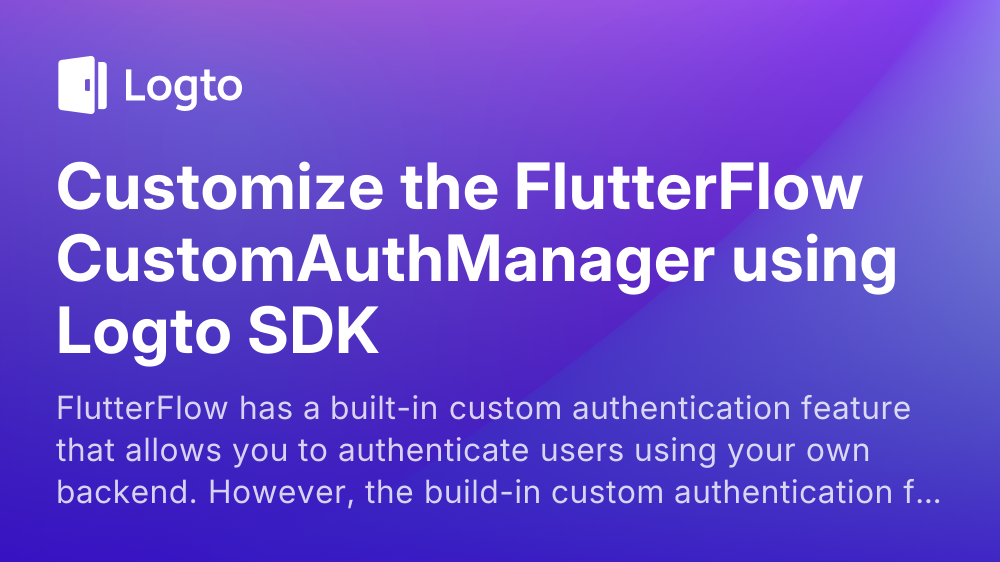 Logto
Customize the FlutterFlow
CustomAuthManager using
Logto SDK
FlutterFlow has a built-in custom authentication feature
that allows you to authenticate users using your own
backend. However, the build-in custom authentication f...